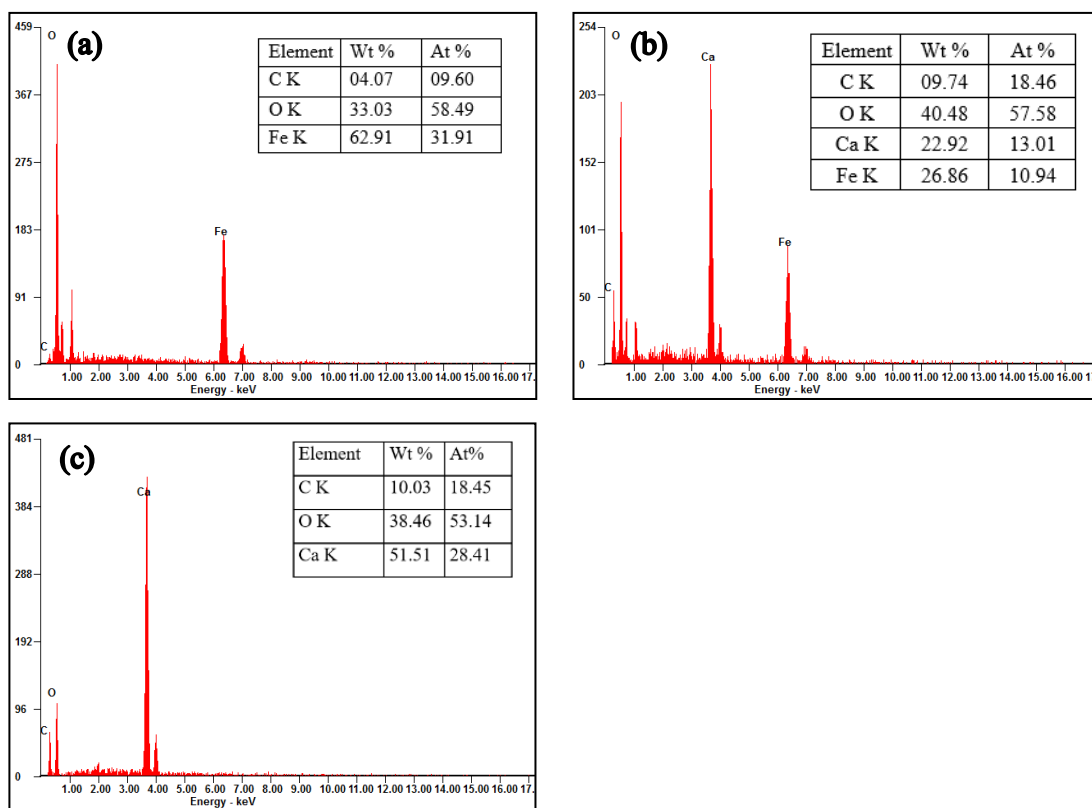 (a)
459
367
275
183
91
0
O
Fe
C
1.00 2.00 3.00 4.00 5.00 6.00 7.00 8.00 9.00 10.00 11.00 12.00 13.00 14.00 15.00 16.00 17.
Energy - keV
Element Wt % At %
C K 04.07 09.60
O K 33.03 58.49
Fe K 62.91 31.91
(b)
254
203
152
101
50
0
O
Ca
Fe
C
1.00 2.00 3.00 4.00 5.00 6.00 7.00 8.00 9.00 10.00 11.00 12.00 13.00 14.00 15.00 16.00 17
Energy - keV
Element Wt % At %
C K 09.74 18.46
O K 40.48 57.58
Ca K 22.92 13.01
Fe K 26.86 10.94
(c)
481
384
288
192
96
0
Ca
O
C
1.00 2.00 3.00 4.00 5.00 6.00 7.00 8.00 9.00 10.00 11.00 12.00 13.00 14.00 15.00 16.00 17.
Energy - keV
Element Wt % At%
C K 10.03 18.45
O K 38.46 53.14
Ca K 51.51 28.41